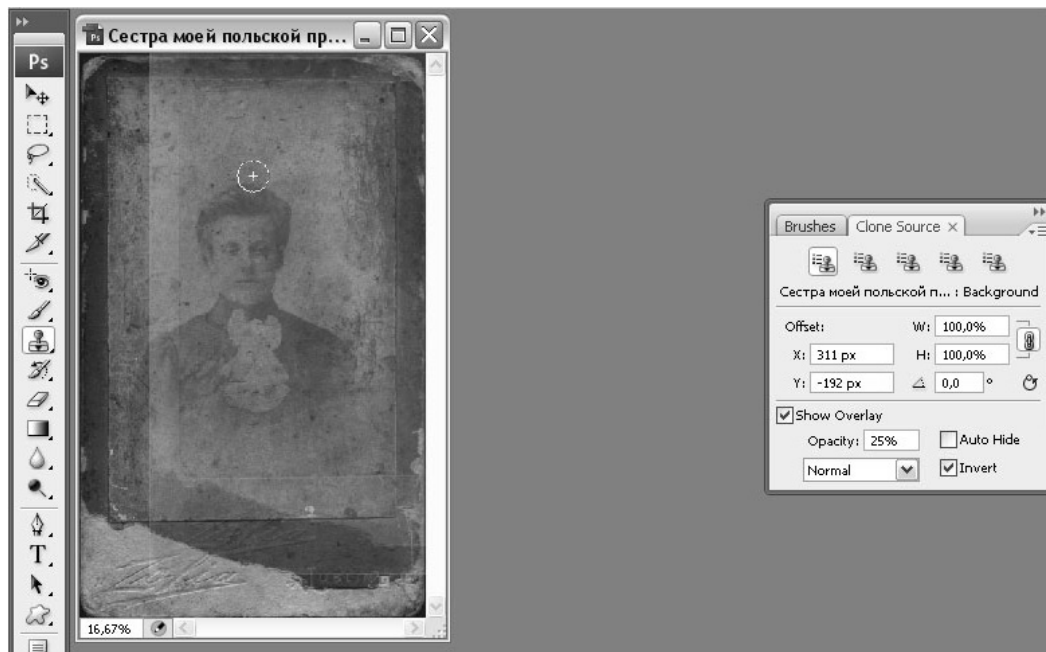 Сестра моей польской пр...
Ps
T
16,67%
Brushes
Clone Source
Сестра моей польской п... : Background
Offset:
W: 100,0%
X: 311 px
H: 100,0%
Y: -192 px
0,0 °
Show Overlay
Opacity: 25%
Auto Hide
Normal
Invert